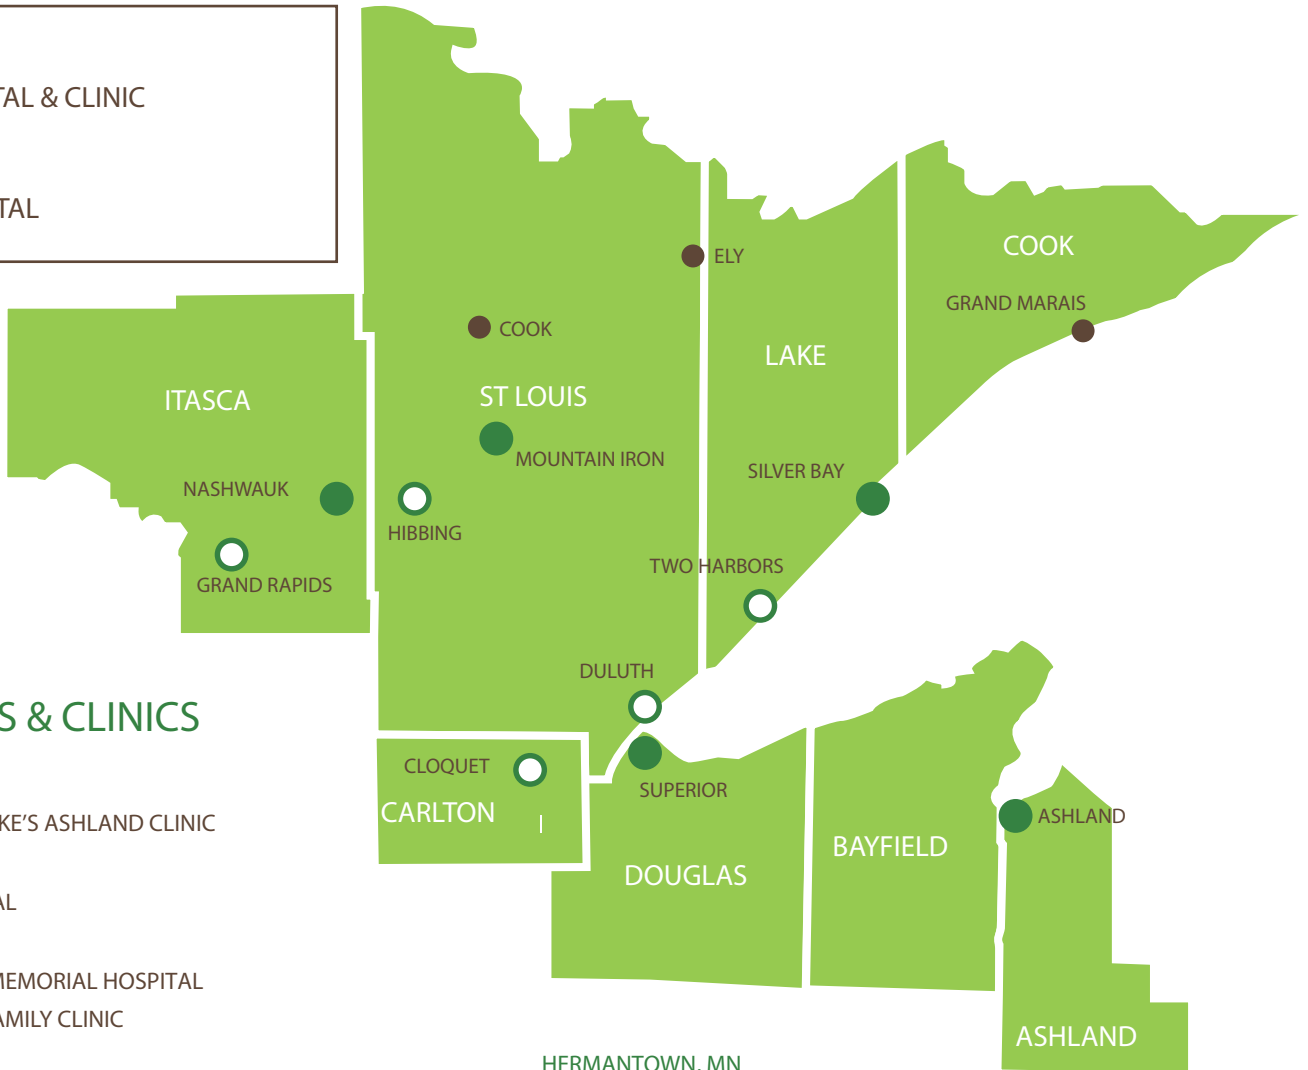 TAL & CLINIC
TAL
COOK
ELY
GRAND MARAIS
COOK
LAKE
ITASCA
ST LOUIS
MOUNTAIN IRON
SILVER BAY
NASHWAUK
HIBBING
TWO HARBORS
GRAND RAPIDS
DULUTH
S & CLINICS
CLOQUET
SUPERIOR
CARLTON
KE'S ASHLAND CLINIC
ASHLAND
BAYFIELD
DOUGLAS
AL
MEMORIAL HOSPITAL
AMILY CLINIC
ASHLAND
HERMANTOWN, MN